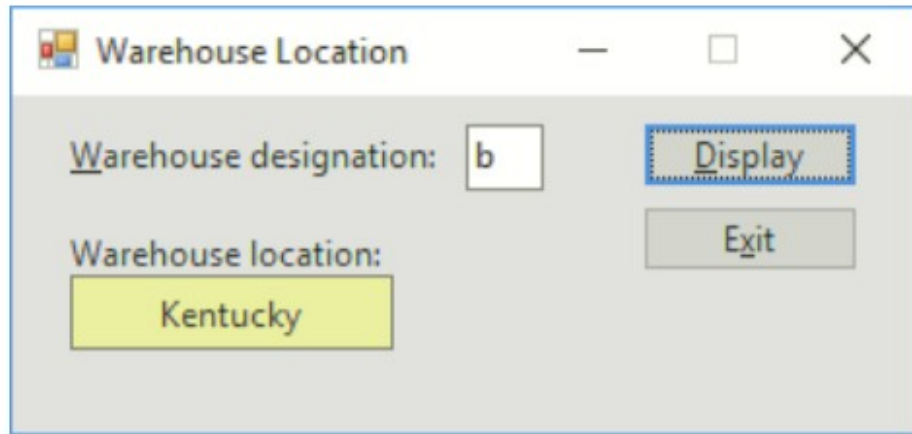 Warehouse Location
Warehouse designation: b Display
Exit
Warehouse location:
Kentucky